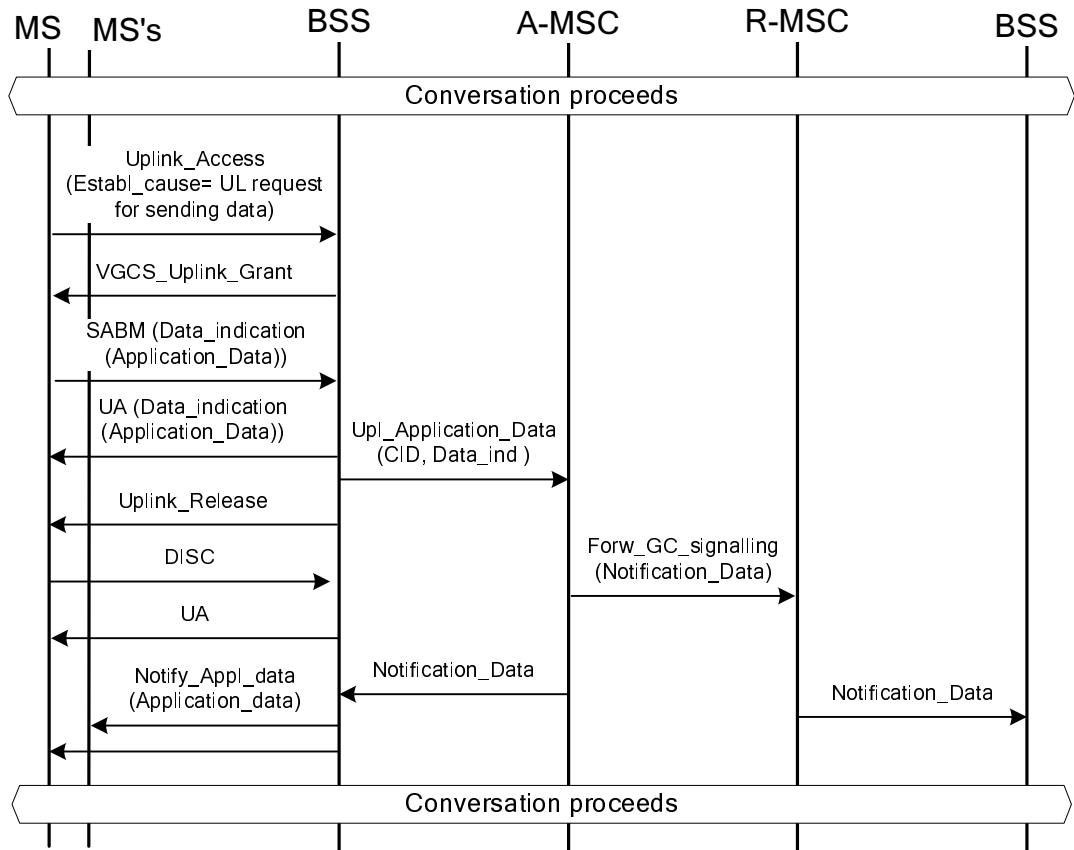 MS MS's BSS A-MSC R-MSC BSS
Conversation proceeds
Uplink_Access
(Establ_cause= UL request
for sending data)
VGCS_Uplink_Grant
SABM (Data_indication
(Application_Data))
UA (Data_indication
(Application_Data))
Upl_Application_Data
(CID, Data_ind )
Uplink_Release
Forw_GC_signalling
(Notification_Data)
DISC
UA
Notify_Appl_data
(Application_data)
Notification_Data
Notification_Data
Conversation proceeds